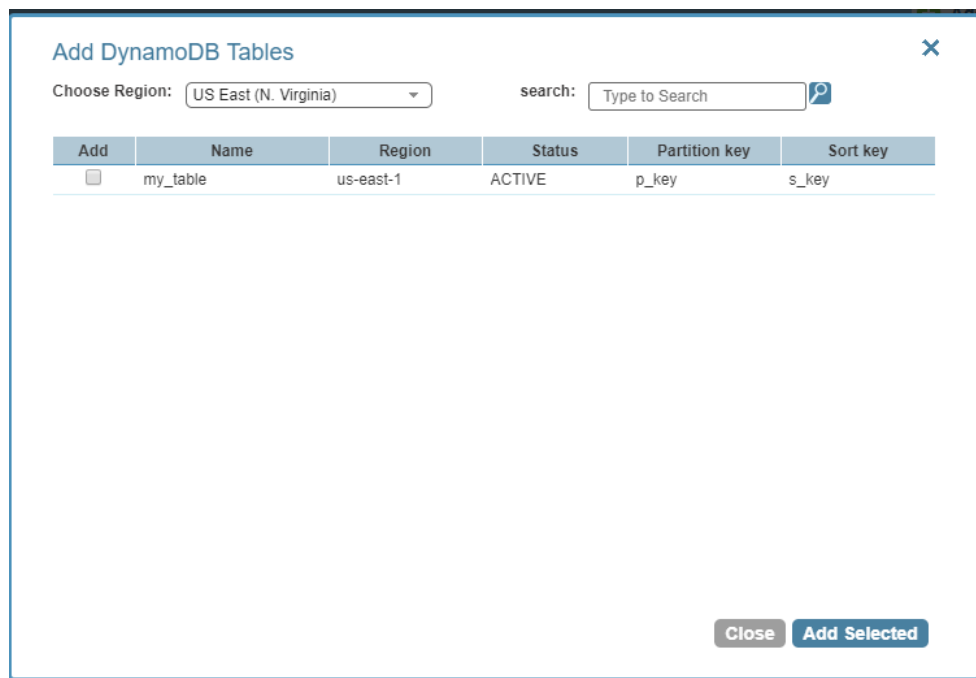 Add DynamoDB Tables
Choose Region: US East (N. Virginia) search: Type to Search
Add Name Region Status Partition key Sort key
my_table us-east-1 ACTIVE p_key s_key
Close Add Selected